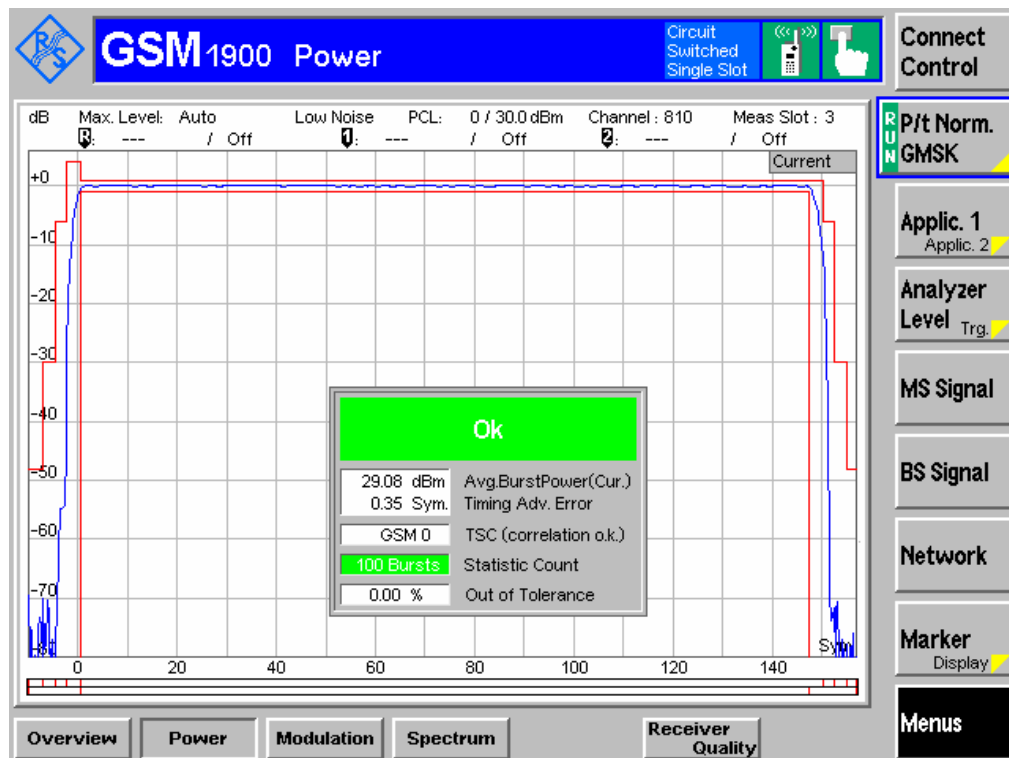 R&S
GSM 1900 Power
Circuit
Switched
Single Slot
Connect
Control
dB Max. Level: Auto Low Noise PCL: 0 / 30.0 dBm Channel : 810 Meas Slot : 3
R: --- / Off 1: --- / Off 2: --- / Off
Current
+0
-10
-20
-30
-40
-50
-60
-70
Ok
29.08 dBm Avg.BurstPower(Cur.)
0.35 Sym. Timing Adv. Error
GSM 0 TSC (correlation o.k.)
100 Bursts Statistic Count
0.00 % Out of Tolerance
0 20 40 60 80 100 120 140
RUN
P/t Norm.
GMSK
Applic. 1
Applic. 2
Analyzer
Level Trg.
MS Signal
BS Signal
Network
Marker
Display
Menus
Overview Power Modulation Spectrum Receiver
Quality